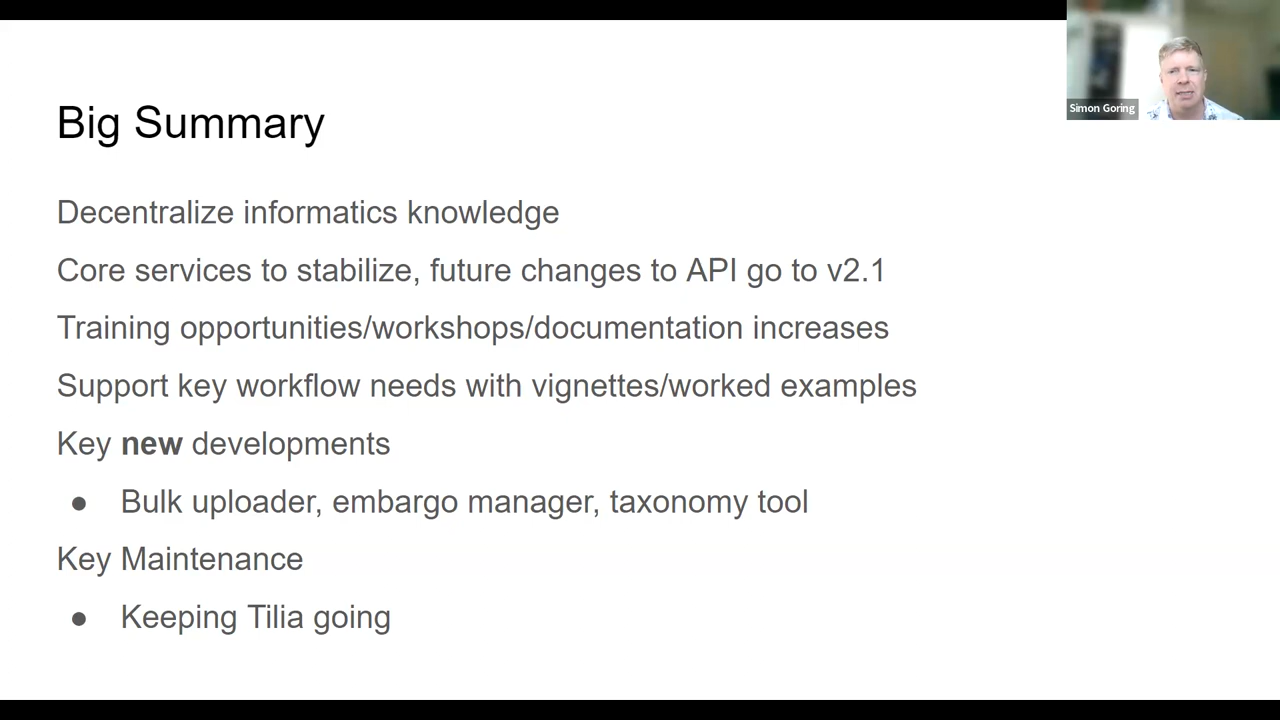 Simon Goring
Big Summary
Decentralize informatics knowledge
Core services to stabilize, future changes to API go to v2.1
Training opportunities/workshops/documentation increases
Support key workflow needs with vignettes/worked examples
Key new developments
● Bulk uploader, embargo manager, taxonomy tool
Key Maintenance
● Keeping Tilia going